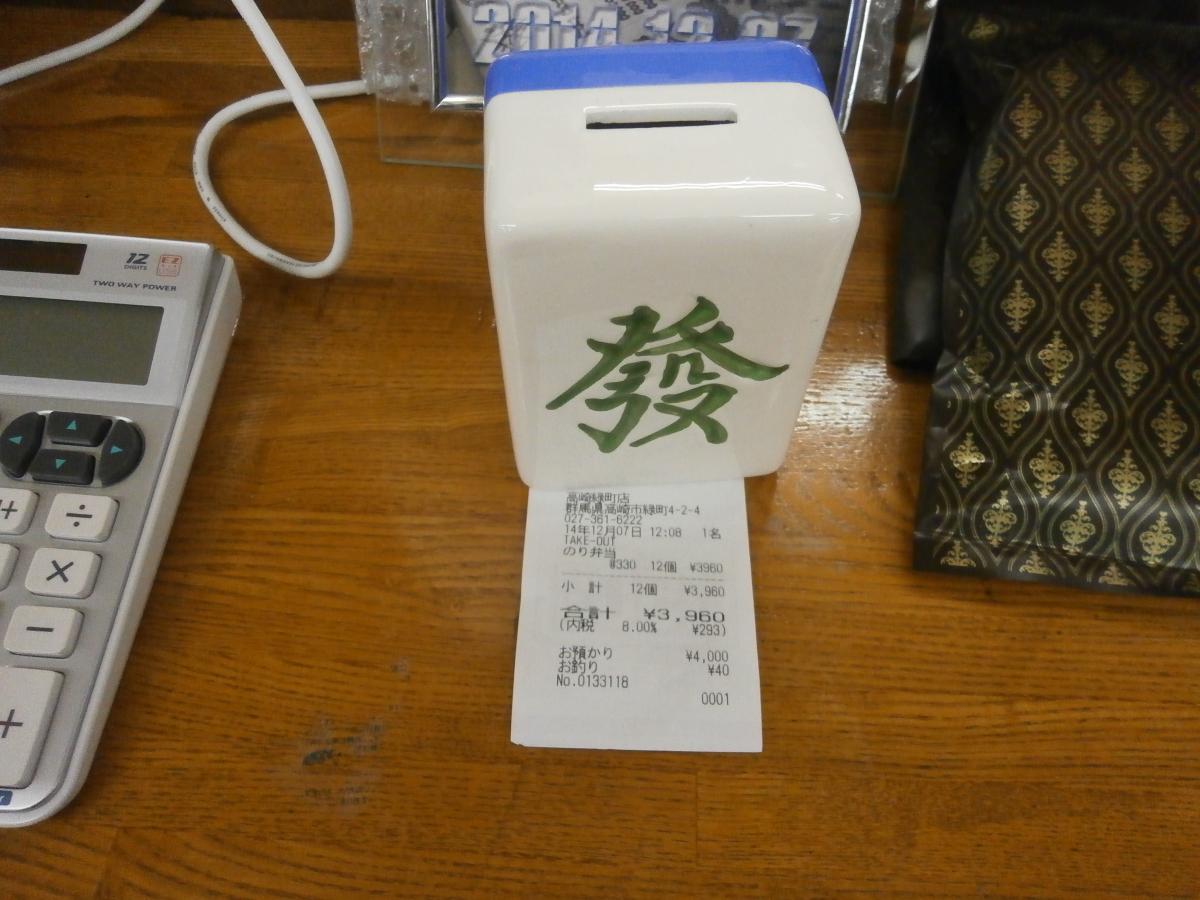 2014.12.07
12
DIGITS
TWO WAY POWER
發
高崎緑町店
群馬県高崎市緑町4-2-4
027-361-6222
14年12月07日 12:08 1名
TAKE-OUT
のり弁当
@330 12個 ¥3960
小 計 12個 ¥3,960
合計 ¥3,960
(内税 8.00% ¥293)
お預かり ¥4,000
お釣り ¥40
No.0133118
0001
÷
×
−
+